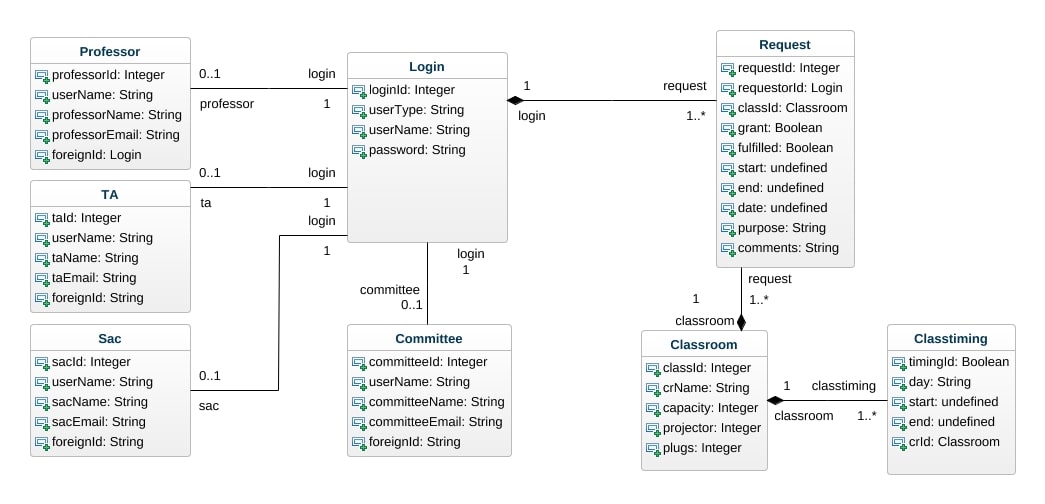 Professor
professorId: Integer
userName: String
professorName: String
professorEmail: String
foreignId: Login
0..1
login
professor
1
TA
taId: Integer
userName: String
taName: String
taEmail: String
foreignId: String
0..1
login
ta
1
login
1
Sac
sacId: Integer
userName: String
sacName: String
sacEmail: String
foreignId: String
0..1
sac
Login
loginId: Integer
userType: String
userName: String
password: String
login
1
committee
0..1
Committee
committeeId: Integer
userName: String
committeeName: String
committeeEmail: String
foreignId: String
1
request
login
1..*
Request
requestId: Integer
requestorId: Login
classId: Classroom
grant: Boolean
fulfilled: Boolean
start: undefined
end: undefined
date: undefined
purpose: String
comments: String
request
1
1..*
classroom
Classroom
classId: Integer
crName: String
capacity: Integer
projector: Integer
plugs: Integer
1
classtiming
classroom
1..*
Classtiming
timingId: Boolean
day: String
start: undefined
end: undefined
crId: Classroom